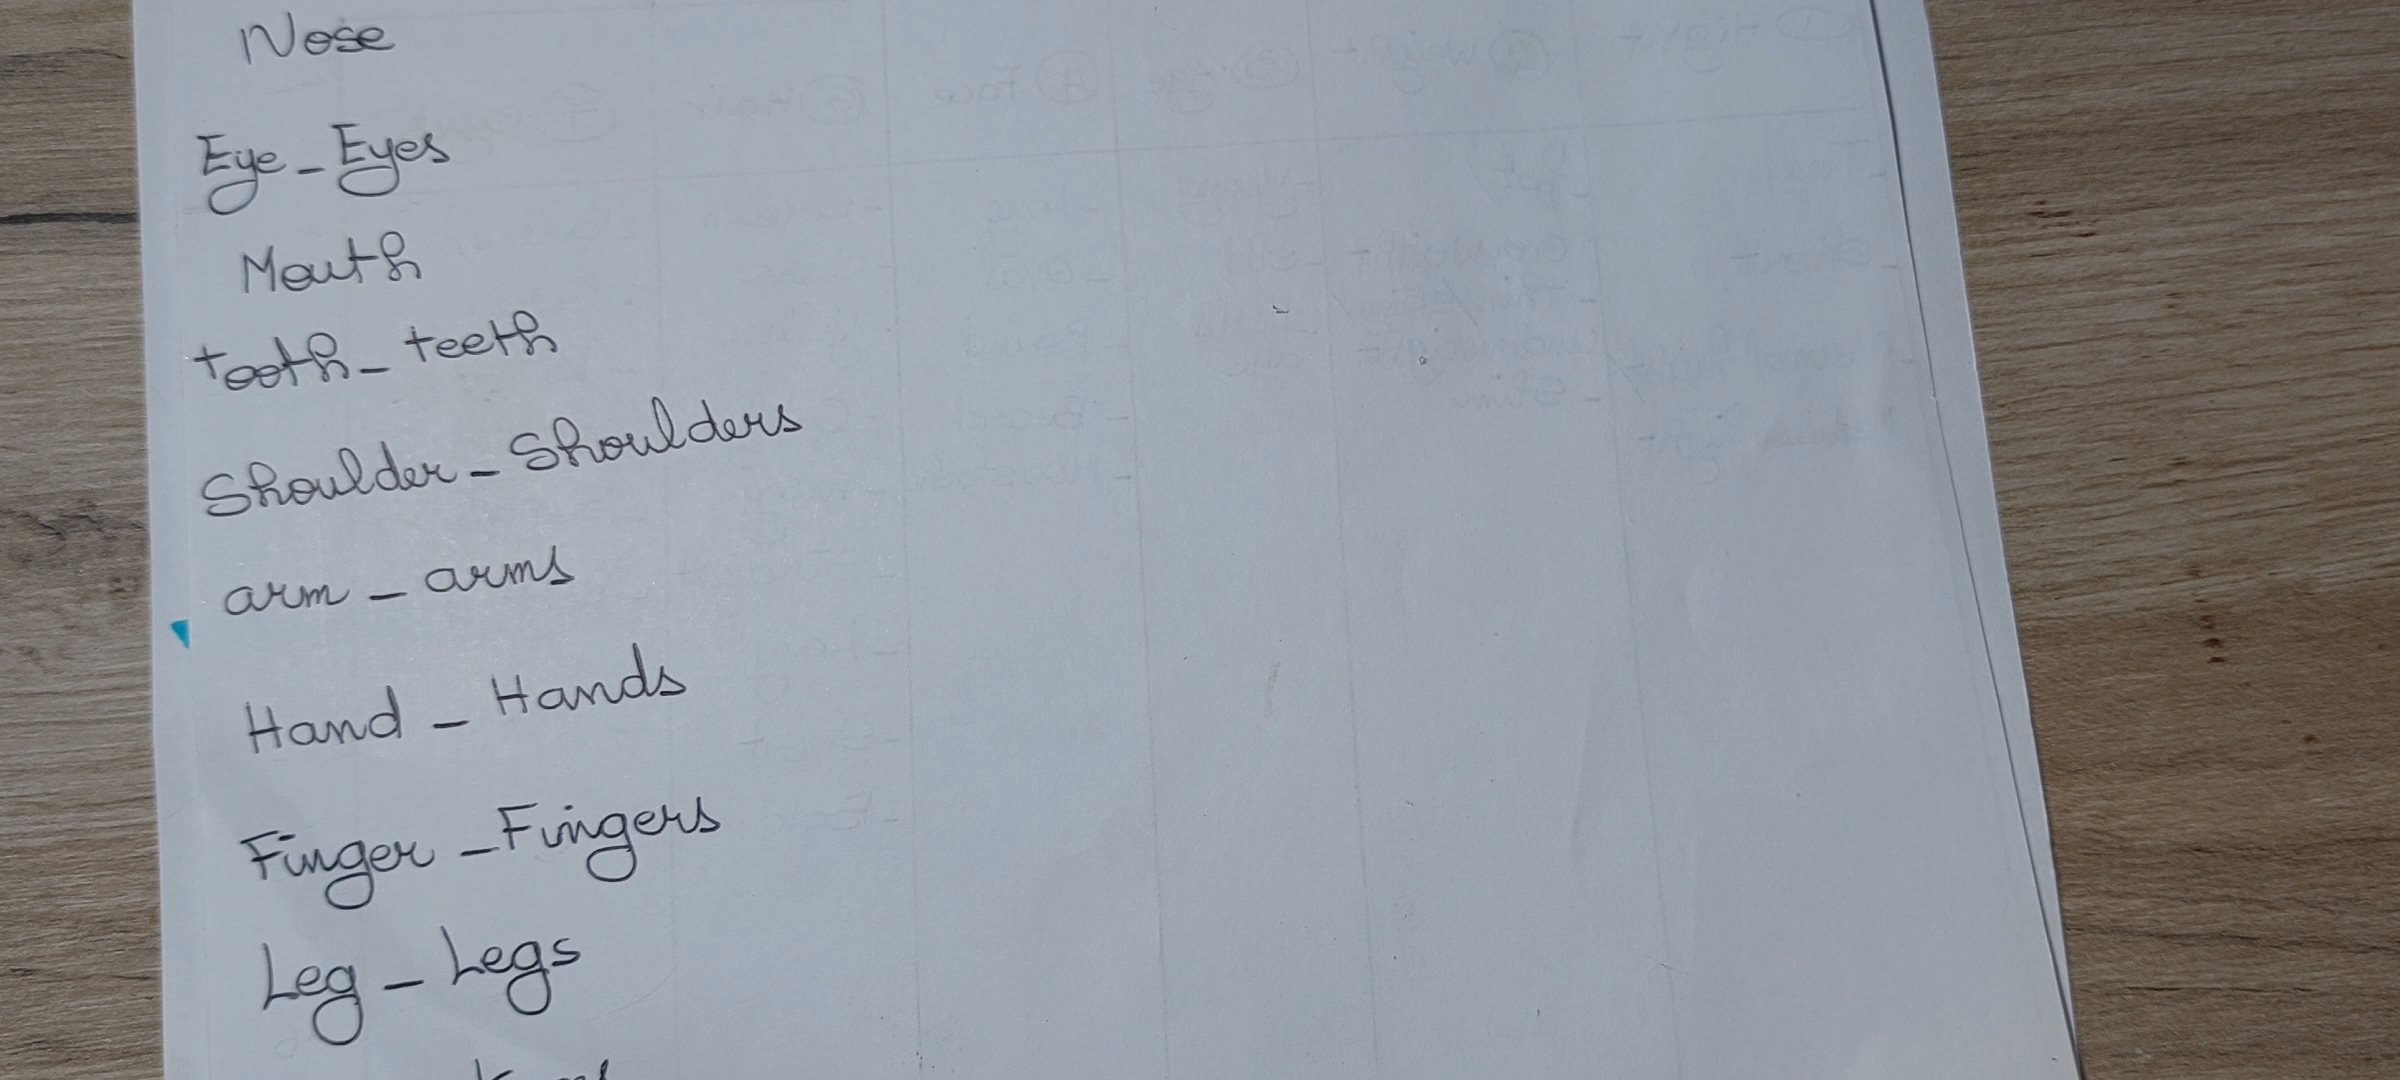 Nose
Eye - Eyes
Mouth
tooth - teeth
Shoulder - Shoulders
arm - arms
Hand - Hands
Finger - Fingers
Leg - Legs